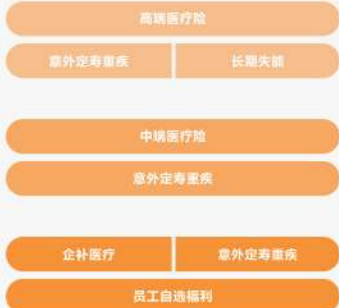 高端医疗险
意外定寿重疾 长期失能
中端医疗险
意外定寿重疾
企补医疗 意外定寿重疾
员工自选福利